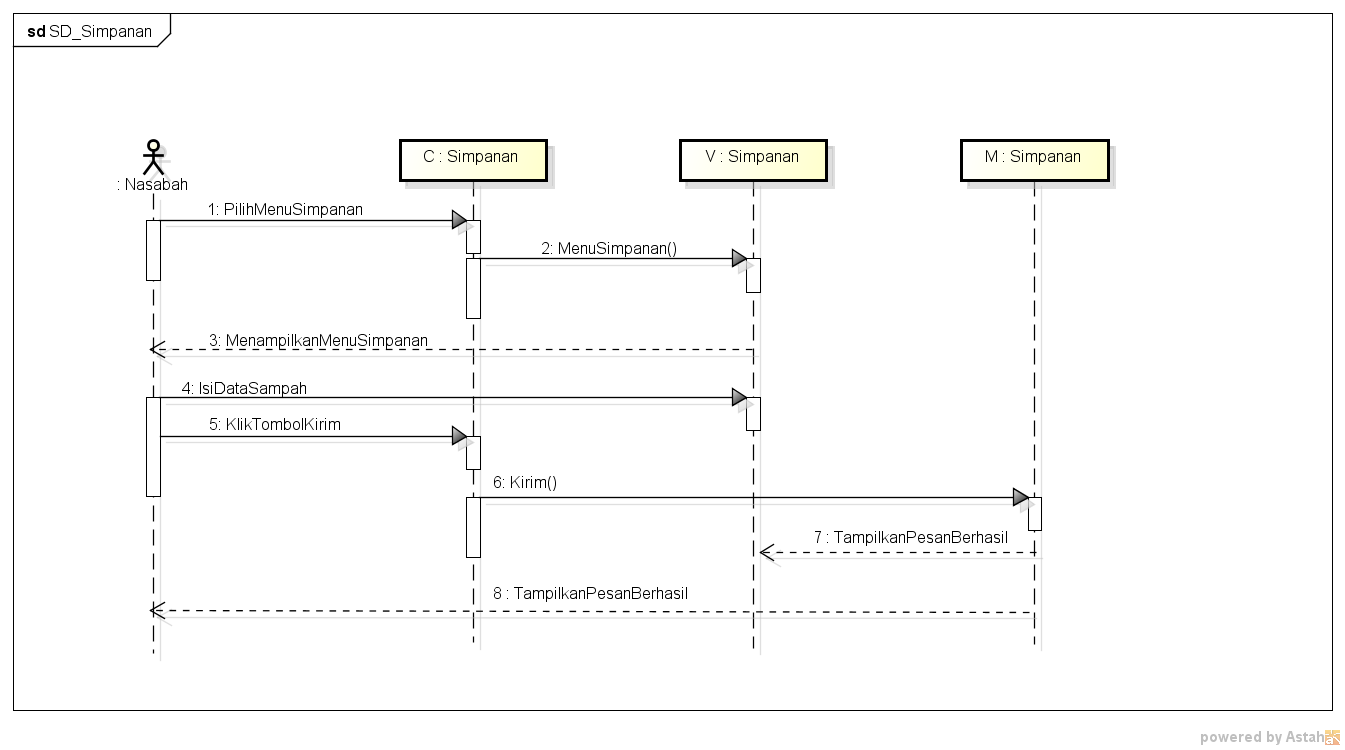 sd SD_Simpanan
: Nasabah
C : Simpanan
V : Simpanan
M : Simpanan
1: PilihMenuSimpanan
2: MenuSimpanan()
3: MenampilkanMenuSimpanan
4: IsiDataSampah
5: KlikTombolKirim
6: Kirim()
7 : TampilkanPesanBerhasil
8 : TampilkanPesanBerhasil
powered by Astah